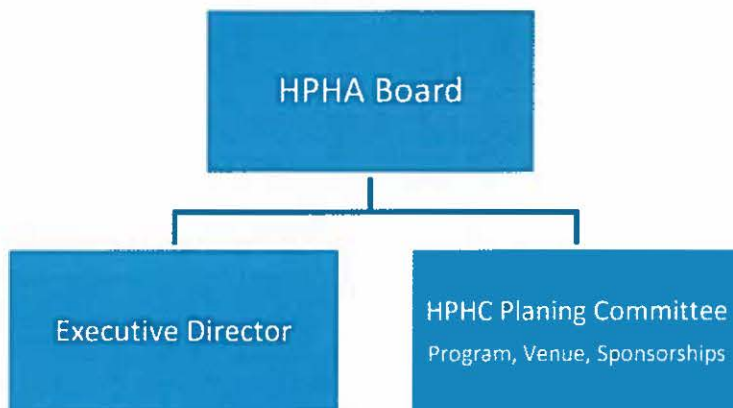 HPHA Board
Executive Director
HPHC Planing Committee
Program, Venue, Sponsorships